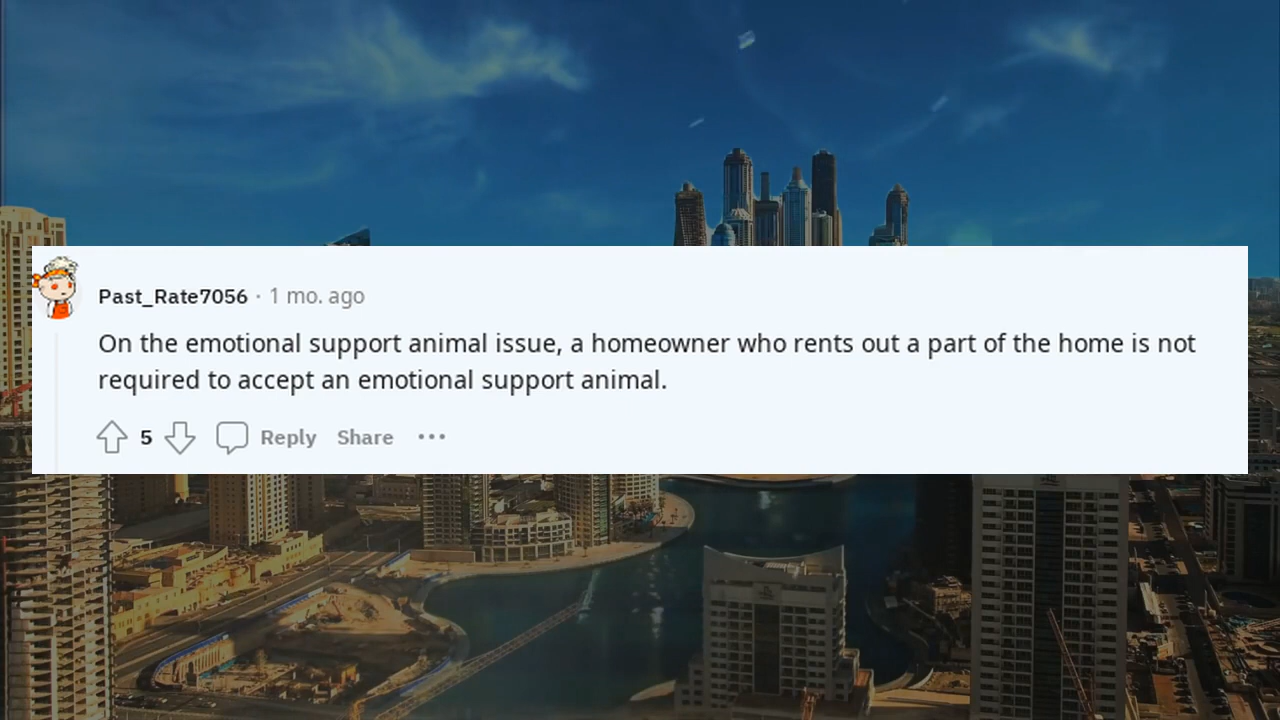 Past_Rate7056 · 1 mo. ago
On the emotional support animal issue, a homeowner who rents out a part of the home is not
required to accept an emotional support animal.
5 Reply Share ···